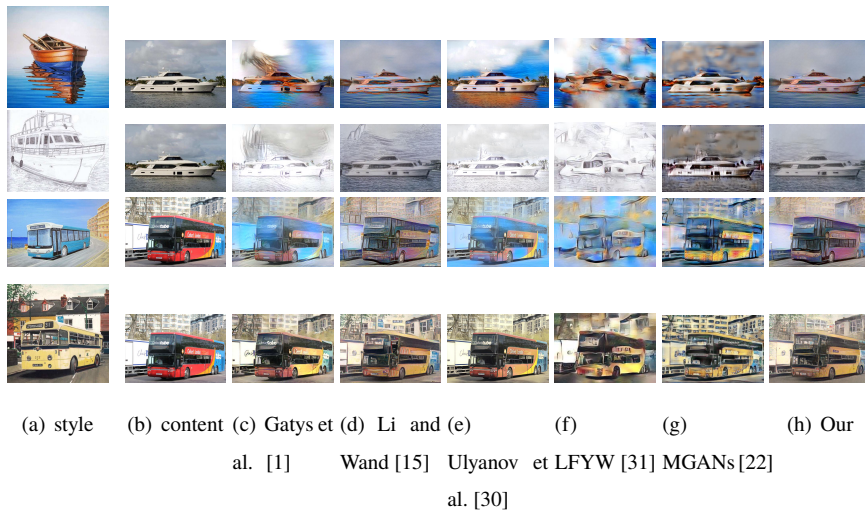 (a) style
(b) content
(c) Gatys et
al. [1]
(d) Li and
Wand [15]
(e)
Ulyanov et
al. [30]
(f)
LFYW [31]
(g)
MGANs [22]
(h) Our